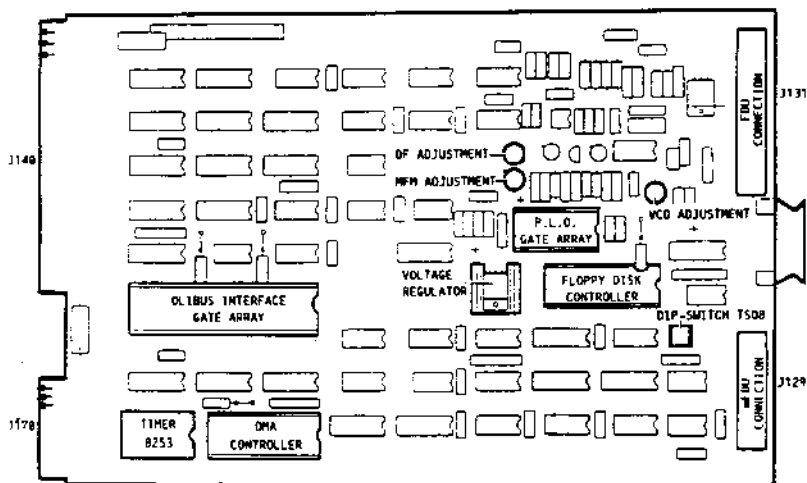 J131
FDU
CONNECTION
J140
DF ADJUSTMENT
MFM ADJUSTMENT
VCO ADJUSTMENT
P.L.O.
GATE ARRAY
VOLTAGE
REGULATOR
FLOPPY DISK
CONTROLLER
OLIBUS INTERFACE
GATE ARRAY
DIP-SWITCH TS08
mFDU
CONNECTION
J129
J170
TIMER
8253
DMA
CONTROLLER